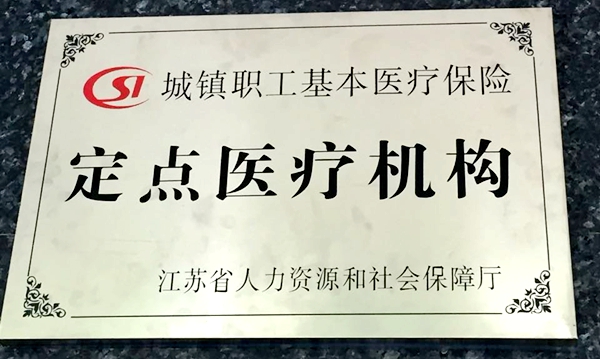 CSI 城镇职工基本医疗保险
定点医疗机构
江苏省人力资源和社会保障厅